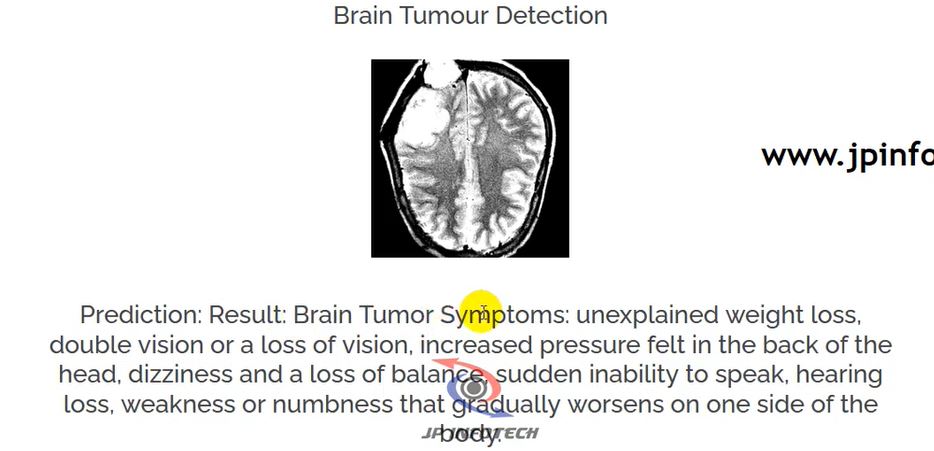 Brain Tumour Detection
www.jpinfo
Prediction: Result: Brain Tumor Symptoms: unexplained weight loss,
double vision or a loss of vision, increased pressure felt in the back of the
head, dizziness and a loss of balance, sudden inability to speak, hearing
loss, weakness or numbness that gradually worsens on one side of the
body.
JP INFOTECH